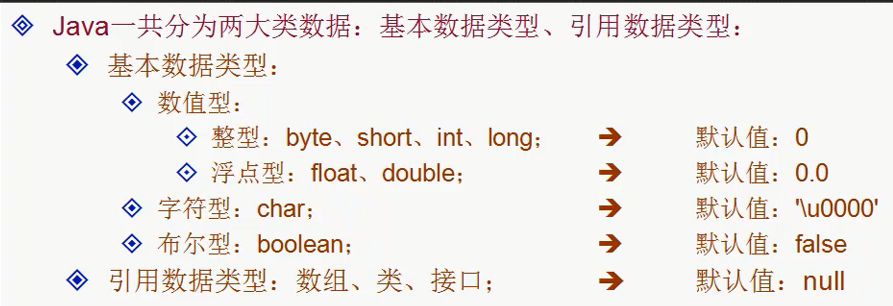 Java一共分为两大类数据：基本数据类型、引用数据类型：
基本数据类型：
数值型：
整型：byte、short、int、long； ➔ 默认值：0
浮点型：float、double； ➔ 默认值：0.0
字符型：char； ➔ 默认值：'\u0000'
布尔型：boolean； ➔ 默认值：false
引用数据类型：数组、类、接口； ➔ 默认值：null